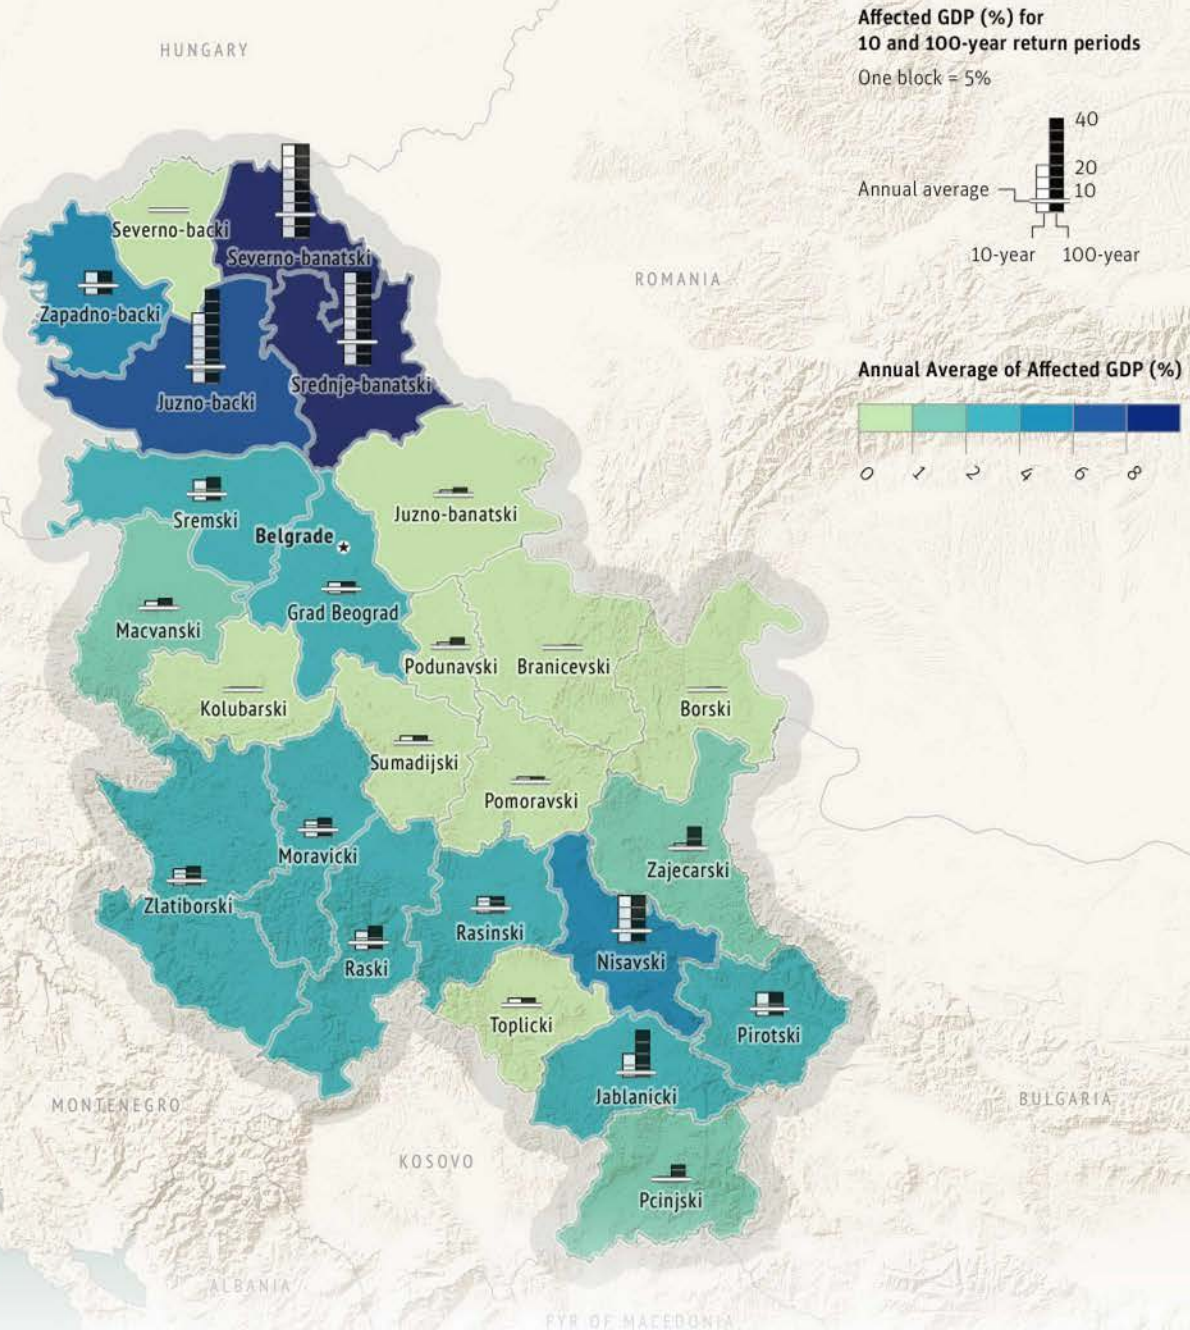 Affected GDP (%) for
10 and 100-year return periods
One block = 5%
40
20
10
Annual average
10-year
100-year
Annual Average of Affected GDP (%)
0
1
2
4
6
8
HUNGARY
ROMANIA
Severno-backi
Severno-banatski
Zapadno-backi
Srednje-banatski
Juzno-backi
Juzno-banatski
Sremski
Belgrade
Grad Beograd
Macvanski
Podunavski
Branicevski
Kolubarski
Borski
Sumadijski
Pomoravski
Moravicki
Zajecarski
Zlatiborski
Rasinski
Raski
Nisavski
Toplicki
Pirotski
Jablanicki
MONTENEGRO
BULGARIA
KOSOVO
Pcinjski
ALBANIA
FYR OF MACEDONIA